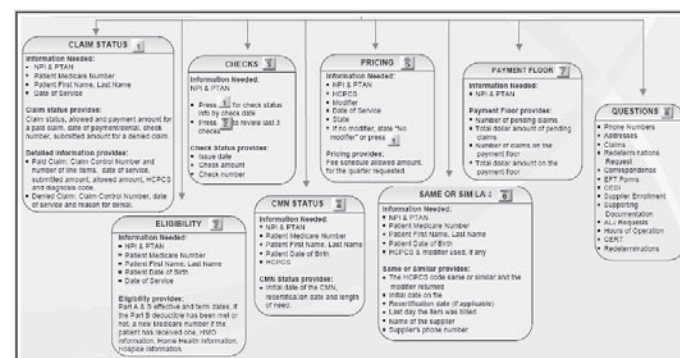 CLAIM STATUS 1
Information Needed:
• NPI & PTAN
• Patient Medicare Number
• Patient First Name, Last Name
• Date of Service
Claim status provides:
Claim status, allowed and payment amount for
a paid claim, date of payment/denial, check
number, submitted amount for a denied claim.
Detailed information provides:
• Paid Claim: Claim Control Number and
number of line items, date of service,
submitted amount, allowed amount, HCPCS
and diagnosis code.
• Denied Claim: Claim Control Number, date
of service and reason for denial.
ELIGIBILITY
Information Needed:
• NPI & PTAN
• Patient Medicare Number
• Patient First Name, Last Name
• Patient Date of Birth
• Date of Service
Eligibility provides:
Part A & B effective and term dates, if
the Part B deductible has been met or
not, a new Medicare number if the
patient has received one, HMO
Information, Home Health Information,
Hospice Information.
CHECKS
Information Needed:
NPI & PTAN
• Press 1 for check status
info by check date
• Press to review last 3
checks
Check Status provides:
• Issue date
• Check amount
• Check number
CMN STATUS
Information Needed:
• NPI & PTAN
• Patient Medicare Number
• Patient First Name, Last Name
• Patient Date of Birth
• HCPCS
CMN Status provides:
• Initial date of the CMN,
recertification date and length
of need.
PRICING
Information Needed:
• NPI & PTAN
• HCPCS
• Modifier
• Date of Service
• State
• If no modifier, state "No
modifier" or press 1
Pricing provides:
Fee schedule allowed amount, for
the quarter requested.
SAME OR SIMILAR
Information Needed:
• NPI & PTAN
• Patient Medicare Number
• Patient First Name, Last Name
• Patient Date of Birth
• HCPCS & modifier used, if any
Same or Similar provides:
• The HCPCS code same or similar and the
modifier returned
• Initial date on file
• Recertification date (if applicable)
• Last day the item was billed
• Name of the supplier
• Supplier's phone number
PAYMENT FLOOR 7
Information Needed:
• NPI & PTAN
Payment Floor provides:
• Number of pending claims
• Total dollar amount of pending
claims
• Number of claims on the
payment floor
• Total dollar amount on the
payment floor
QUESTIONS
• Phone Numbers
• Addresses
• Claims
• Redeterminations
Request
• Correspondence
• EFT Forms
• CEDI
• Supplier Enrollment
• Supporting
Documentation
• ALJ Requests
• Hours of Operation
• CERT
• Redeterminations